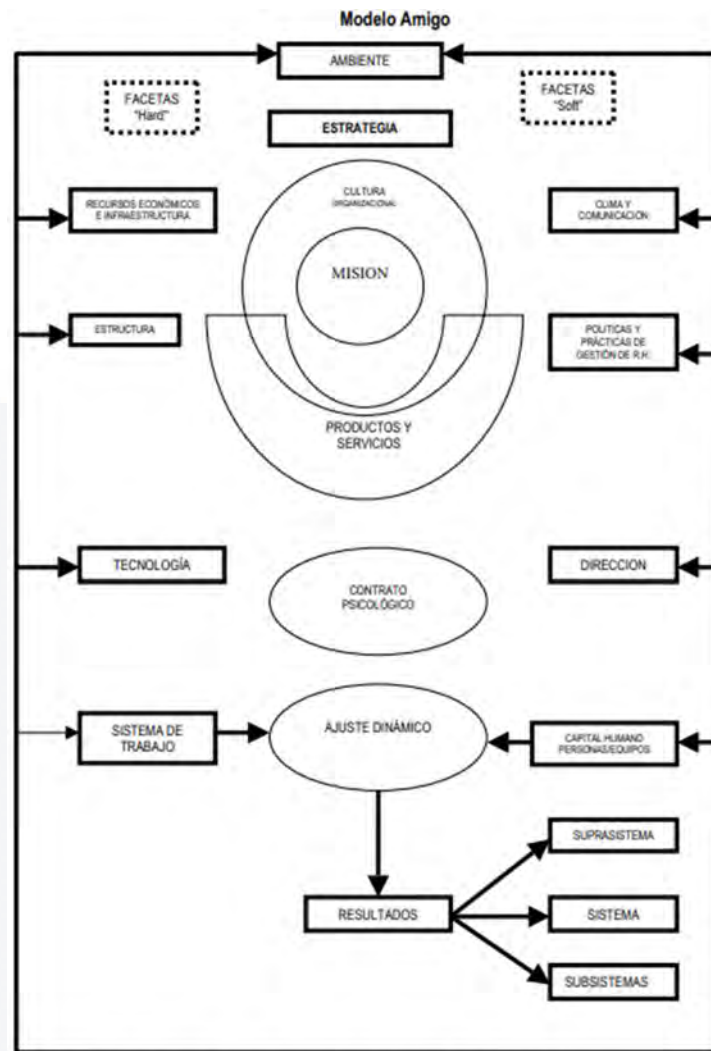 Modelo Amigo
AMBIENTE
FACETAS
"Hard"
FACETAS
"Soft"
ESTRATEGIA
CULTURA
ORGANIZACIONAL
RECURSOS ECONÓMICOS
E INFRAESTRUCTURA
CLIMA Y
COMUNICACIÓN
MISION
ESTRUCTURA
POLITICAS Y
PRÁCTICAS DE
GESTIÓN DE R.H.
PRODUCTOS Y
SERVICIOS
TECNOLOGÍA
CONTRATO
PSICOLÓGICO
DIRECCION
SISTEMA DE
TRABAJO
AJUSTE DINÁMICO
CAPITAL HUMANO
PERSONAS/EQUIPOS
SUPRASISTEMA
RESULTADOS
SISTEMA
SUBSISTEMAS